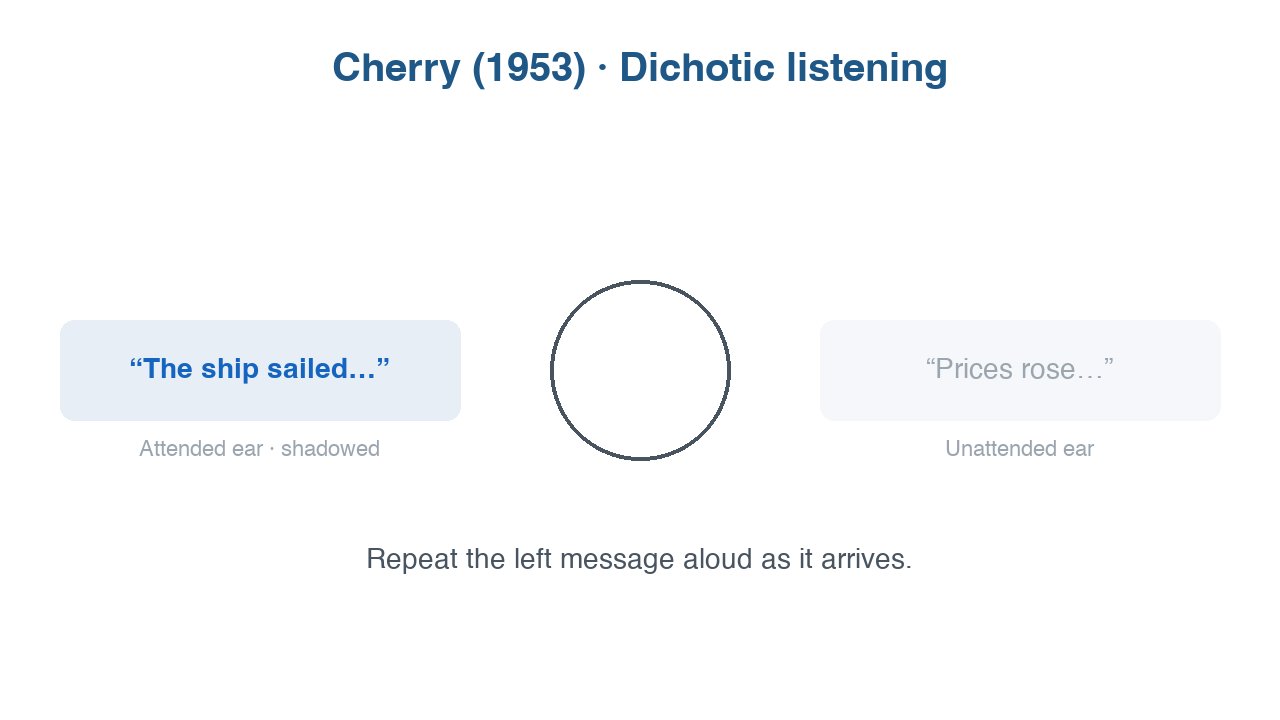 Cherry (1953) · Dichotic listening
“The ship sailed…”
“Prices rose…”
Attended ear · shadowed
Unattended ear
Repeat the left message aloud as it arrives.